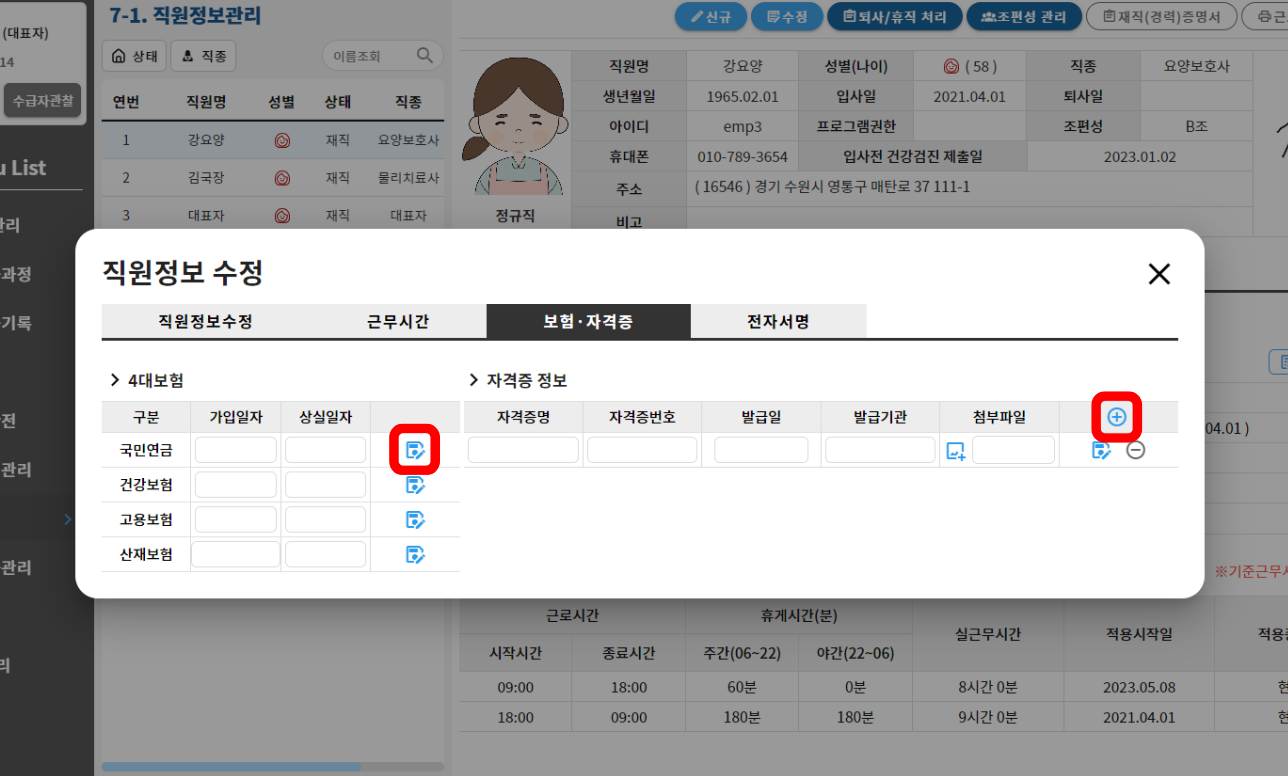 (대표자)
14
수급자관찰
u List
관리
과정
기록
전
관리
관리
리
7-1. 직원정보관리
상태 직종 이름조회
연번 직원명 성별 상태 직종
1 강요양 재직 요양보호사
2 김국장 재직 물리치료사
3 대표자 재직 대표자
신규 수정 퇴사/휴직 처리 조편성 관리 재직(경력)증명서 근로
정규직
직원명 강요양 성별(나이) ( 58 ) 직종 요양보호사
생년월일 1965.02.01 입사일 2021.04.01 퇴사일
아이디 emp3 프로그램권한 조편성 B조
휴대폰 010-789-3654 입사전 건강검진 제출일 2023.01.02
주소 ( 16546 ) 경기 수원시 영통구 매탄로 37 111-1
비고
직원정보 수정
직원정보수정 근무시간 보험·자격증 전자서명
4대보험
구분 가입일자 상실일자
국민연금
건강보험
고용보험
산재보험
자격증 정보
자격증명 자격증번호 발급일 발급기관 첨부파일
04.01 )
※기준근무시
근로시간 휴게시간(분) 실근무시간 적용시작일 적용종
시작시간 종료시간 주간(06~22) 야간(22~06)
09:00 18:00 60분 0분 8시간 0분 2023.05.08 현
18:00 09:00 180분 180분 9시간 0분 2021.04.01 현